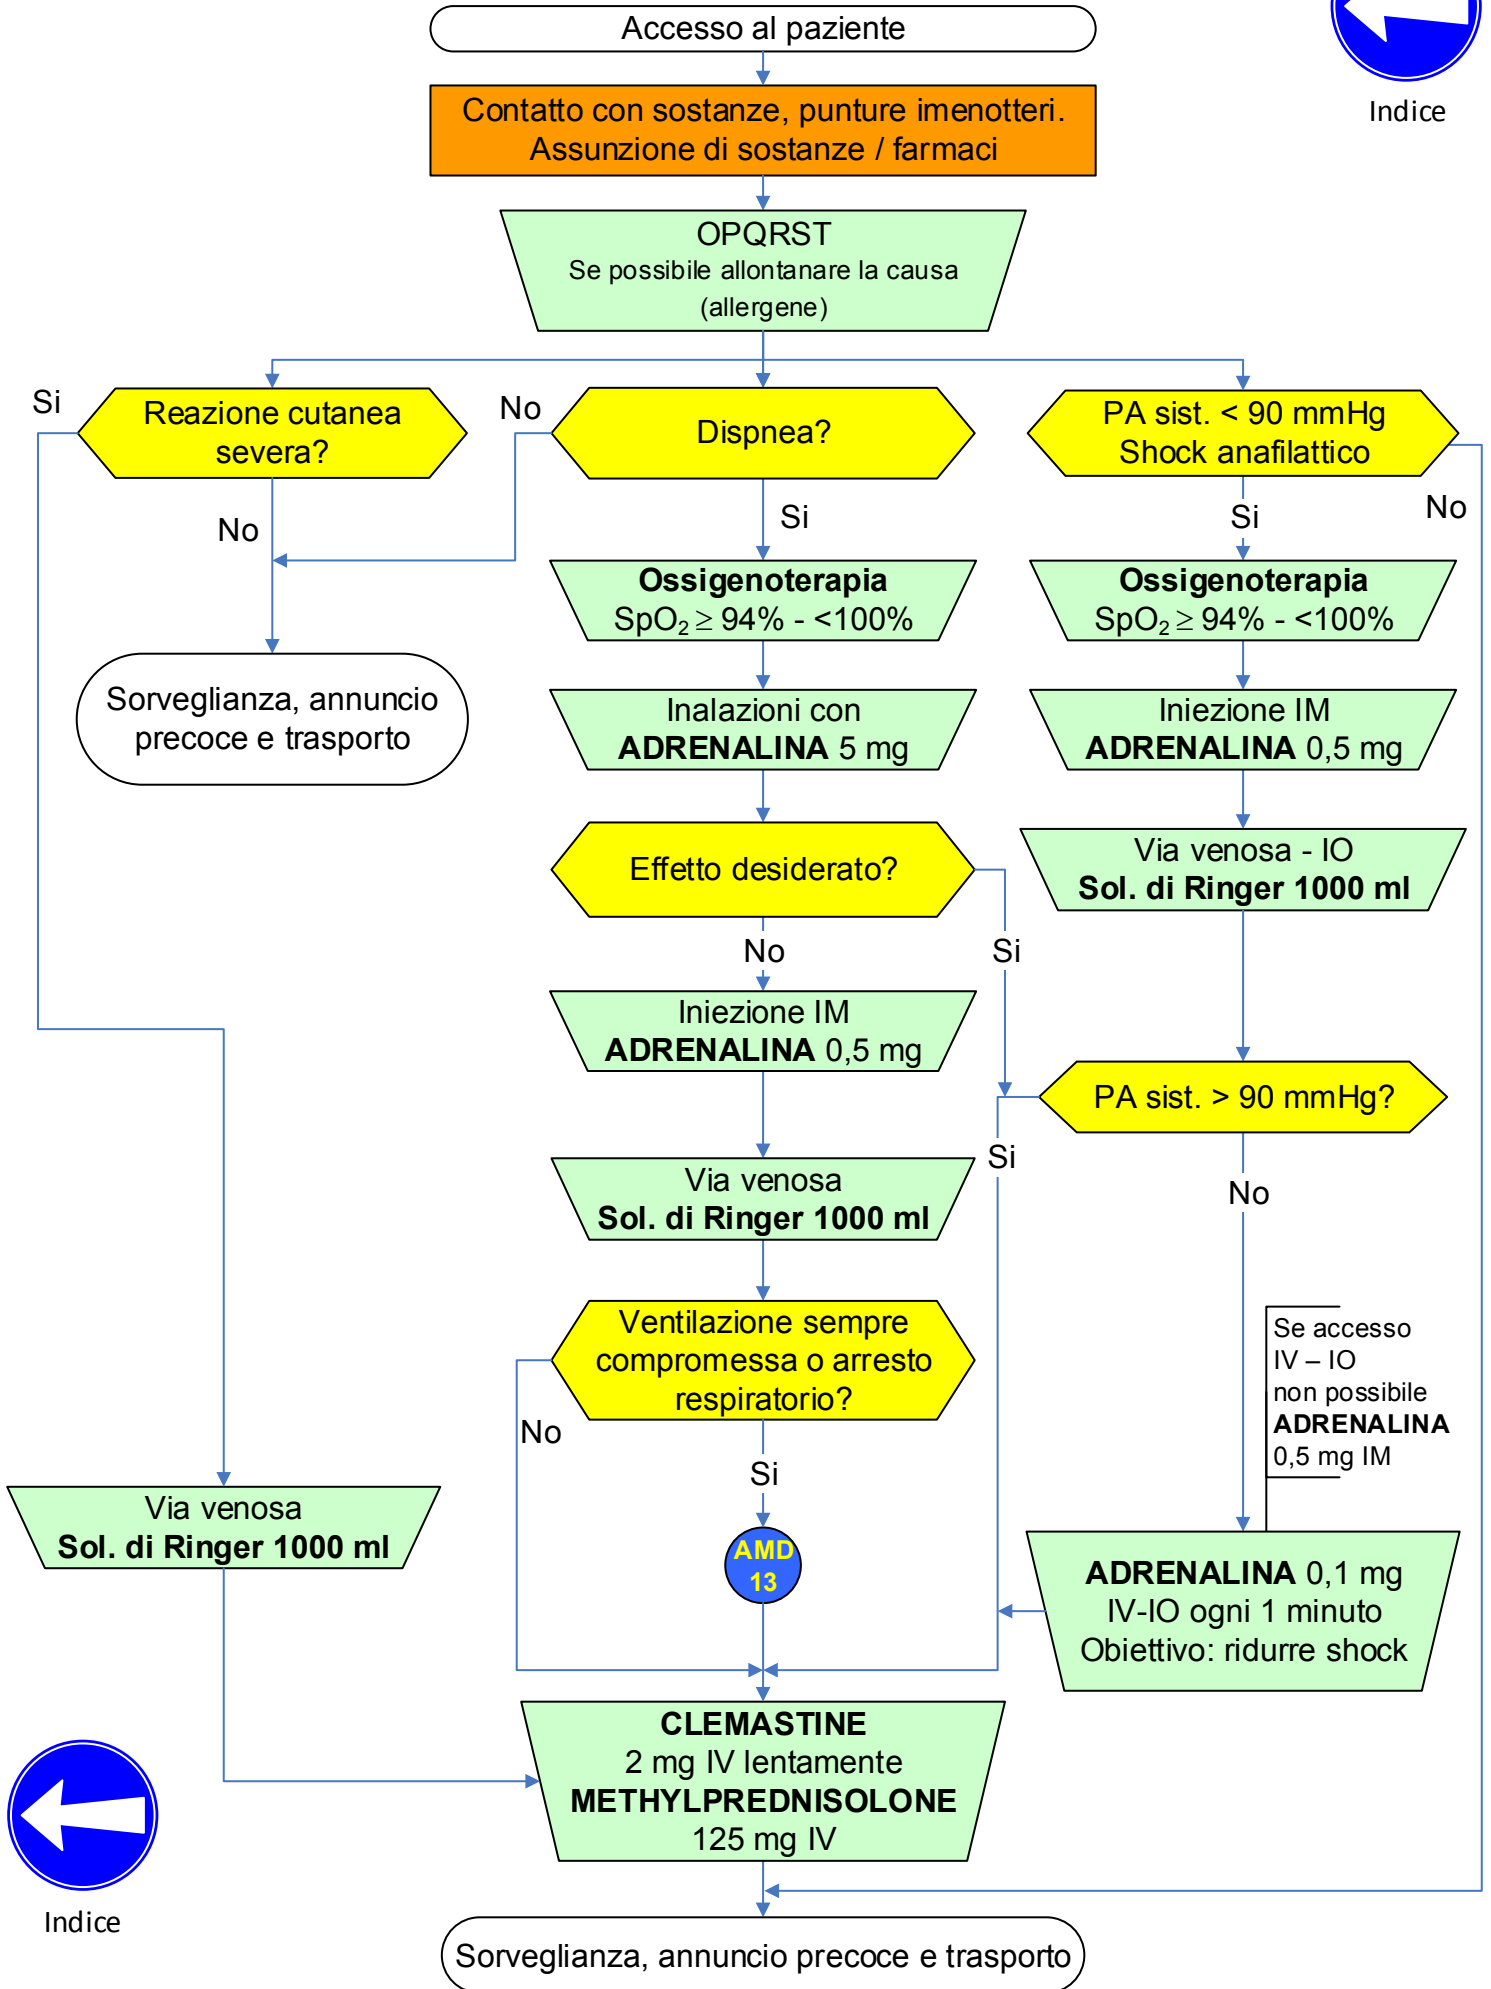 Accesso al paziente
Indice
Contatto con sostanze, punture imenotteri.
Assunzione di sostanze / farmaci
OPQRST
Se possibile allontanare la causa
(allergene)
Si
Reazione cutanea
severa?
No
No
Dispnea?
Si
PA sist. < 90 mmHg
Shock anafilattico
Si
No
Sorveglianza, annuncio
precoce e trasporto
Ossigenoterapia
SpO₂ ≥ 94% - <100%
Inalazioni con
ADRENALINA 5 mg
Effetto desiderato?
No
Si
Iniezione IM
ADRENALINA 0,5 mg
Via venosa
Sol. di Ringer 1000 ml
Ventilazione sempre
compromessa o arresto
respiratorio?
No
Si
AMD
13
Ossigenoterapia
SpO₂ ≥ 94% - <100%
Iniezione IM
ADRENALINA 0,5 mg
Via venosa - IO
Sol. di Ringer 1000 ml
PA sist. > 90 mmHg?
Si
No
Se accesso
IV – IO
non possibile
ADRENALINA
0,5 mg IM
ADRENALINA 0,1 mg
IV-IO ogni 1 minuto
Obiettivo: ridurre shock
Via venosa
Sol. di Ringer 1000 ml
CLEMASTINE
2 mg IV lentamente
METHYLPREDNISOLONE
125 mg IV
Indice
Sorveglianza, annuncio precoce e trasporto